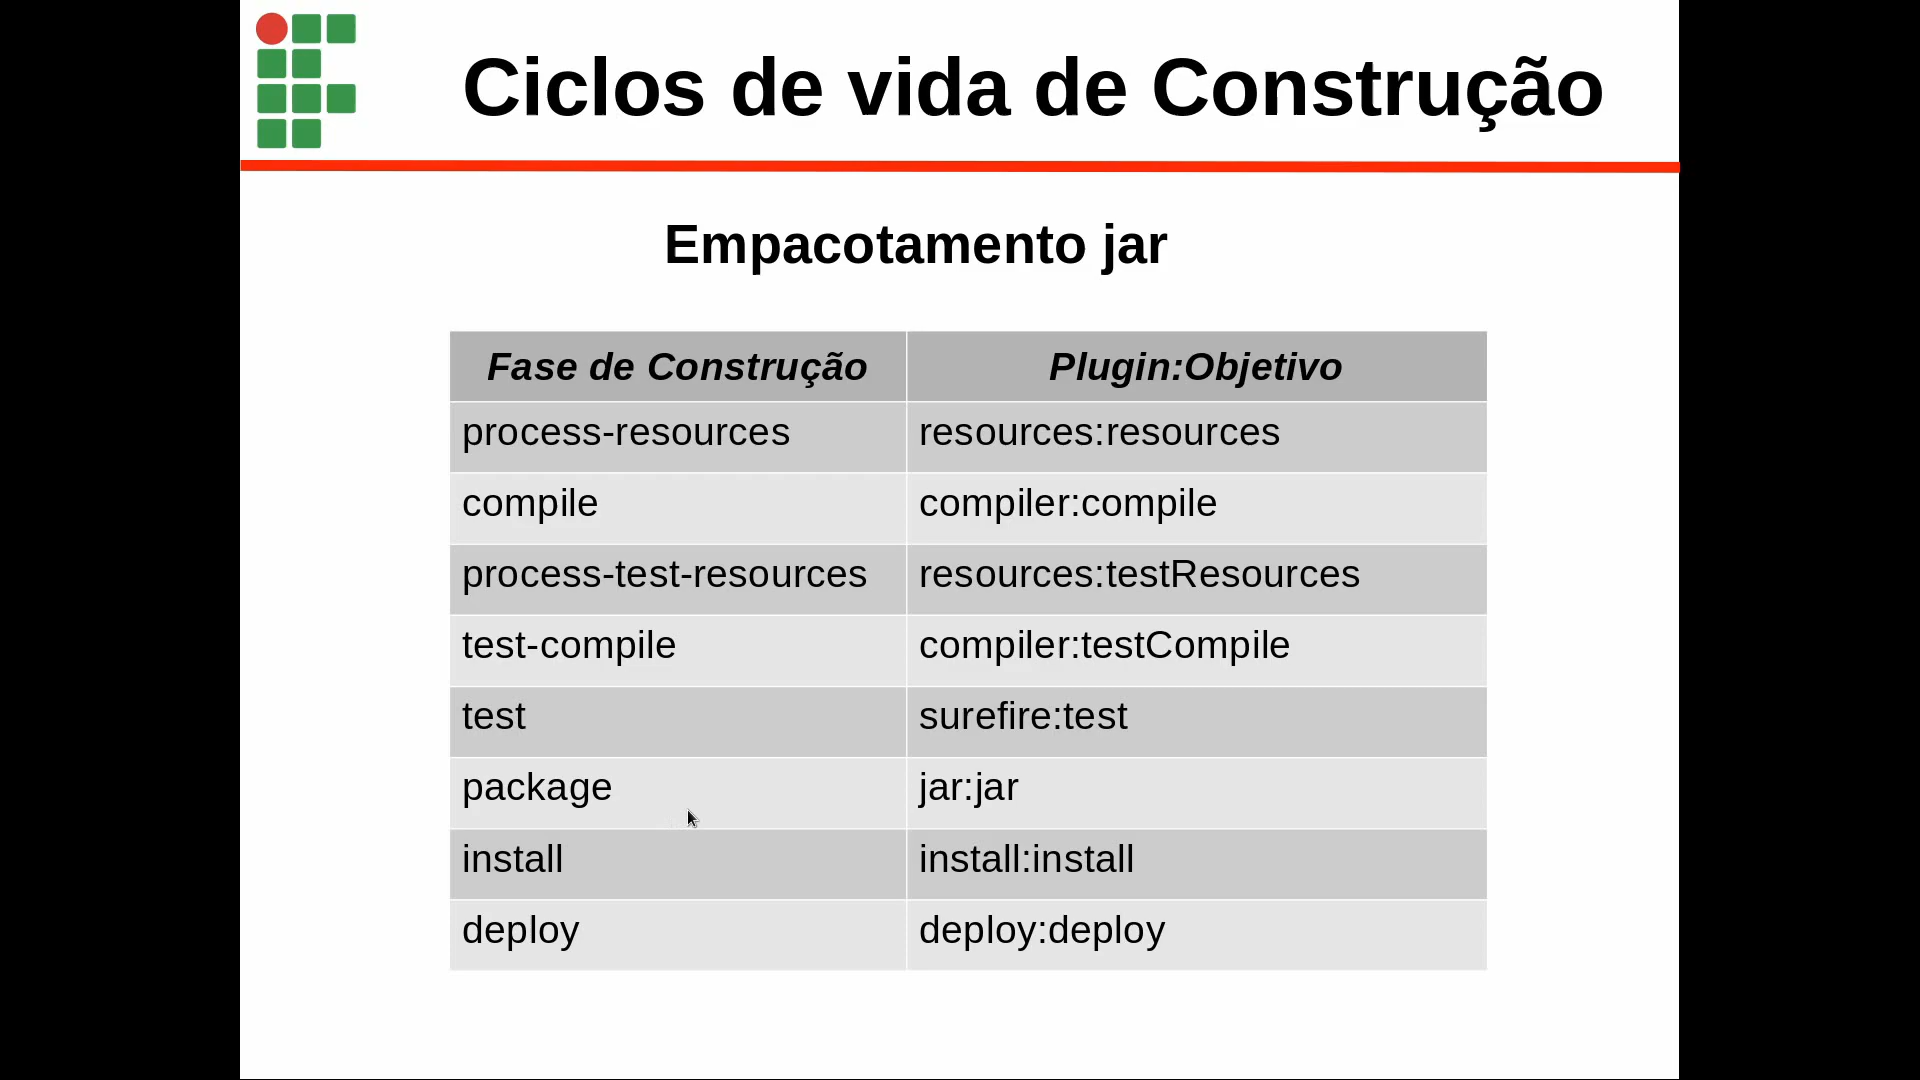 Ciclos de vida de Construção
Empacotamento jar
Fase de Construção Plugin:Objetivo
process-resources resources:resources
compile compiler:compile
process-test-resources resources:testResources
test-compile compiler:testCompile
test surefire:test
package jar:jar
install install:install
deploy deploy:deploy